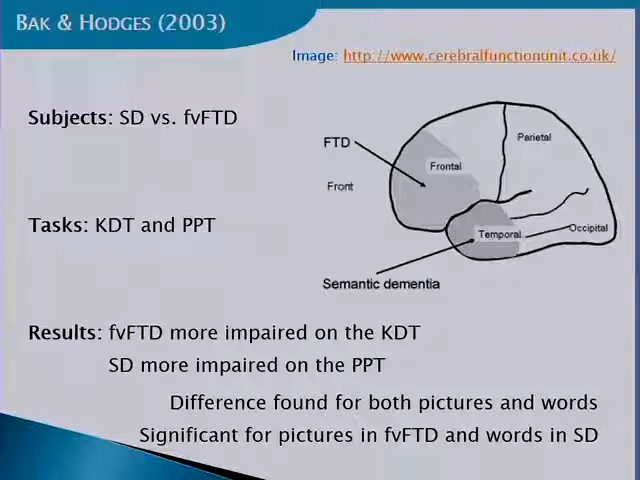 BAK & HODGES (2003)
Image: http://www.cerebralfunctionunit.co.uk/
Subjects: SD vs. fvFTD
FTD
Parietal
Frontal
Front
Tasks: KDT and PPT
Temporal
Occipital
Semantic dementia
Results: fvFTD more impaired on the KDT
SD more impaired on the PPT
Difference found for both pictures and words
Significant for pictures in fvFTD and words in SD